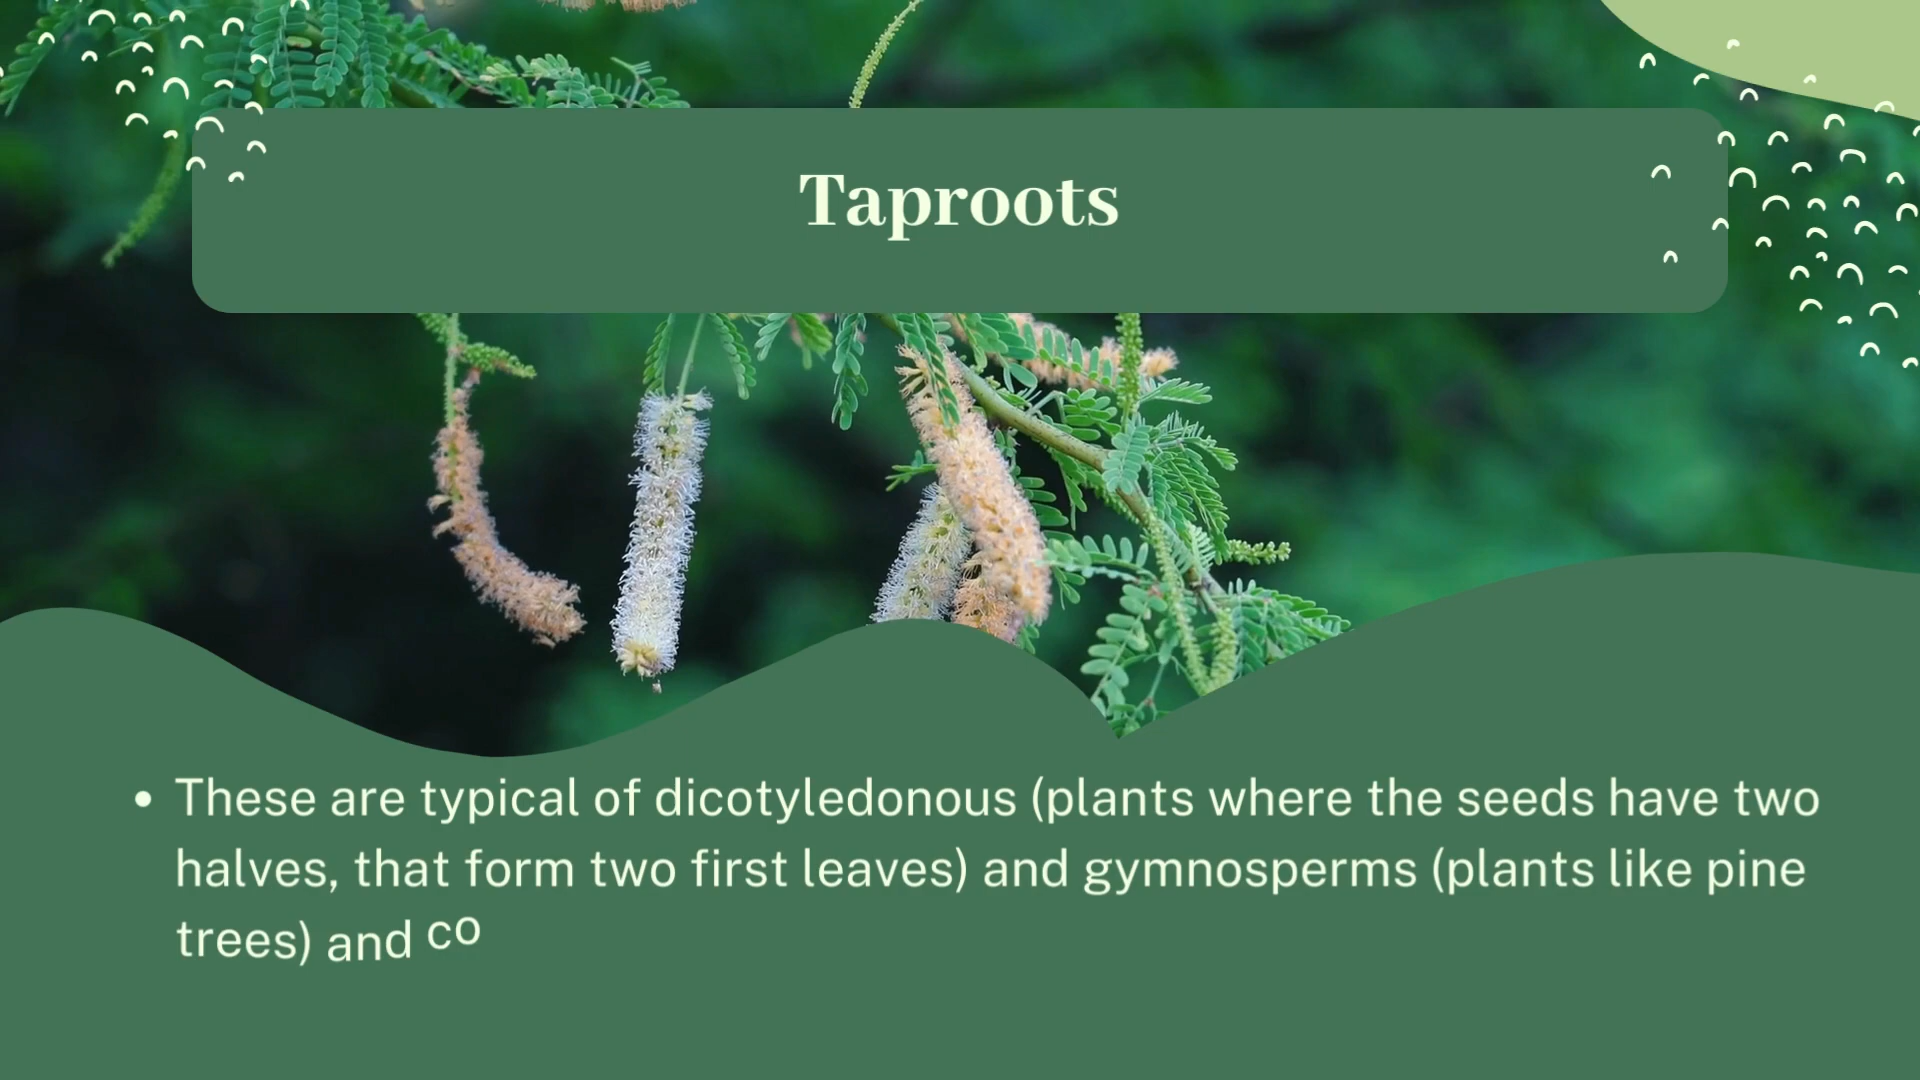 Taproots
• These are typical of dicotyledonous (plants where the seeds have two
halves, that form two first leaves) and gymnosperms (plants like pine
trees) and co